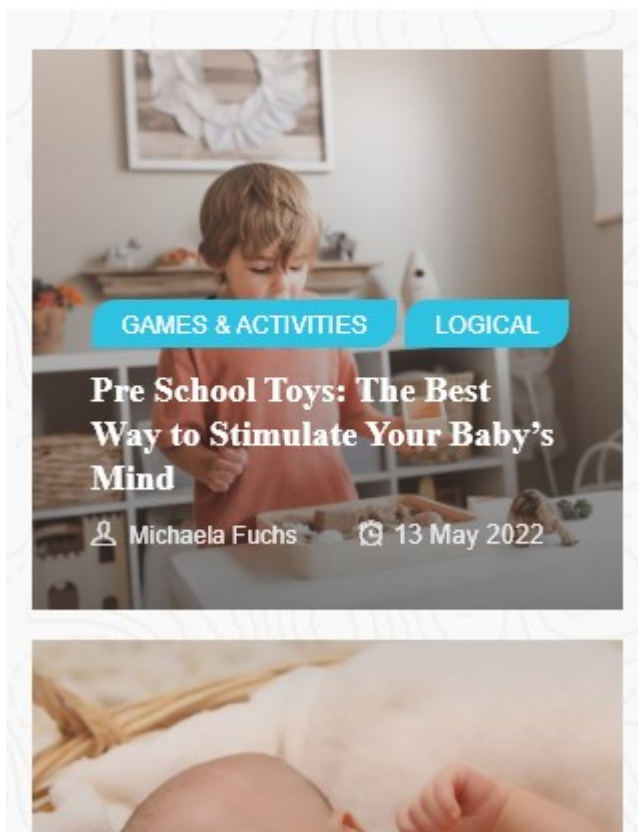 GAMES & ACTIVITIES LOGICAL
Pre School Toys: The Best
Way to Stimulate Your Baby’s
Mind
Michaela Fuchs 13 May 2022